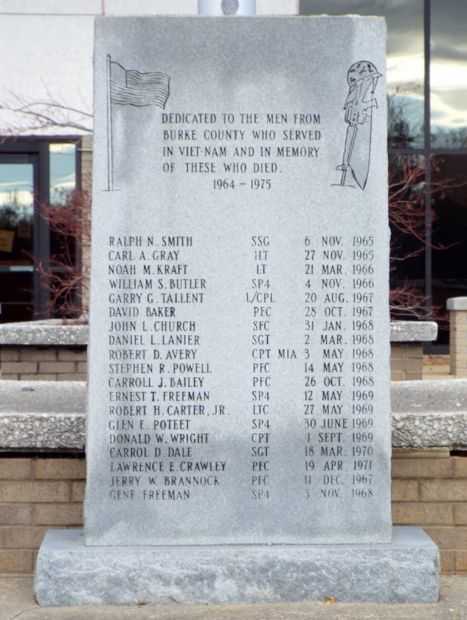 DEDICATED TO THE MEN FROM
BURKE COUNTY WHO SERVED
IN VIET-NAM AND IN MEMORY
OF THESE WHO DIED.
1964 – 1975
RALPH N. SMITH SSG 6 NOV. 1965
CARL A. GRAY 1LT 27 NOV. 1965
NOAH M. KRAFT LT 21 MAR. 1966
WILLIAM S. BUTLER SP4 4 NOV. 1966
GARRY G. TALLENT L/CPL 20 AUG. 1967
DAVID BAKER PFC 28 OCT. 1967
JOHN L. CHURCH SFC 31 JAN. 1968
DANIEL L. LANIER SGT 2 MAR. 1968
ROBERT D. AVERY CPT MIA 3 MAY 1968
STEPHEN R. POWELL PFC 14 MAY 1968
CARROLL J. BAILEY PFC 26 OCT. 1968
ERNEST T. FREEMAN SP4 12 MAY 1969
ROBERT H. CARTER, JR. LTC 27 MAY 1969
GLEN E. POTEET SP4 30 JUNE 1969
DONALD W. WRIGHT CPT 1 SEPT. 1969
CARROL D. DALE SGT 18 MAR. 1970
LAWRENCE E. CRAWLEY PFC 19 APR. 1971
JERRY W. BRANNOCK PFC 11 DEC. 1967
GENE FREEMAN SP4 3 NOV. 1968